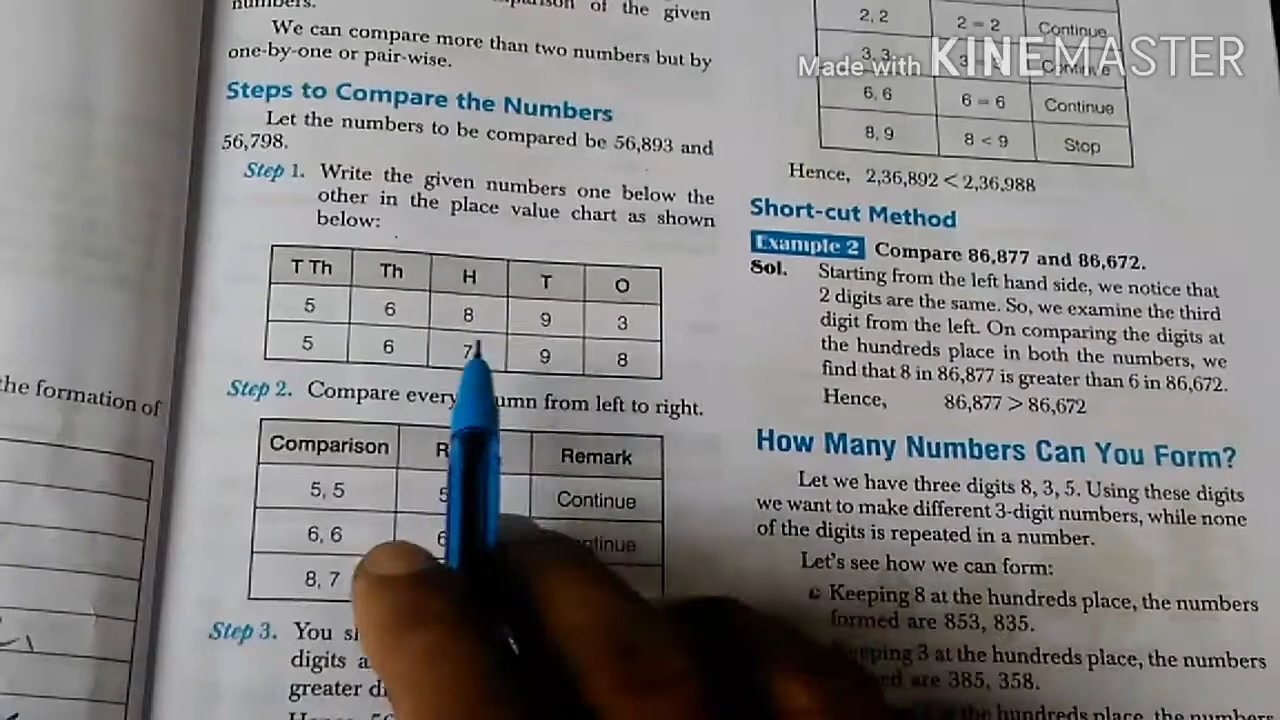 numbers.
of the given
We can compare more than two numbers but by
one-by-one or pair-wise.
Steps to Compare the Numbers
Let the numbers to be compared be 56,893 and
56,798.
Step 1. Write the given numbers one below the
other in the place value chart as shown
below:
T Th Th H T O
5 6 8 9 3
5 6 7 9 8
Step 2. Compare every from left to right.
Comparison Remark
5, 5 Continue
6, 6
8, 7
Step 3. You
digits
greater
the formation of
2, 2 2 = 2 Continue
3, 3
6, 6 6 = 6 Continue
8, 9 8 < 9 Stop
Made with KINEMASTER
Hence, 2,36,892 < 2,36,988
Short-cut Method
Example 2 Compare 86,877 and 86,672.
Sol. Starting from the left hand side, we notice that
2 digits are the same. So, we examine the third
digit from the left. On comparing the digits at
the hundreds place in both the numbers, we
find that 8 in 86,877 is greater than 6 in 86,672.
Hence, 86,877 > 86,672
How Many Numbers Can You Form?
Let we have three digits 8, 3, 5. Using these digits
we want to make different 3-digit numbers, while none
of the digits is repeated in a number.
Let's see how we can form:
Keeping 8 at the hundreds place, the numbers
formed are 853, 835.
3 at the hundreds place, the numbers
are 385, 358.
at the hundreds place, the numbers